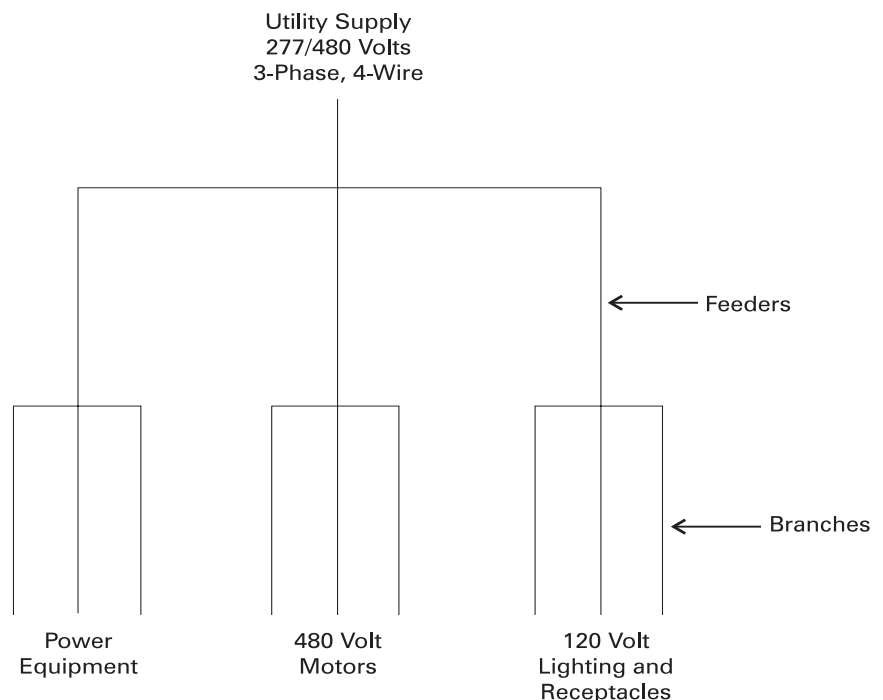 Utility Supply
277/480 Volts
3-Phase, 4-Wire
Feeders
Branches
Power
Equipment
480 Volt
Motors
120 Volt
Lighting and
Receptacles